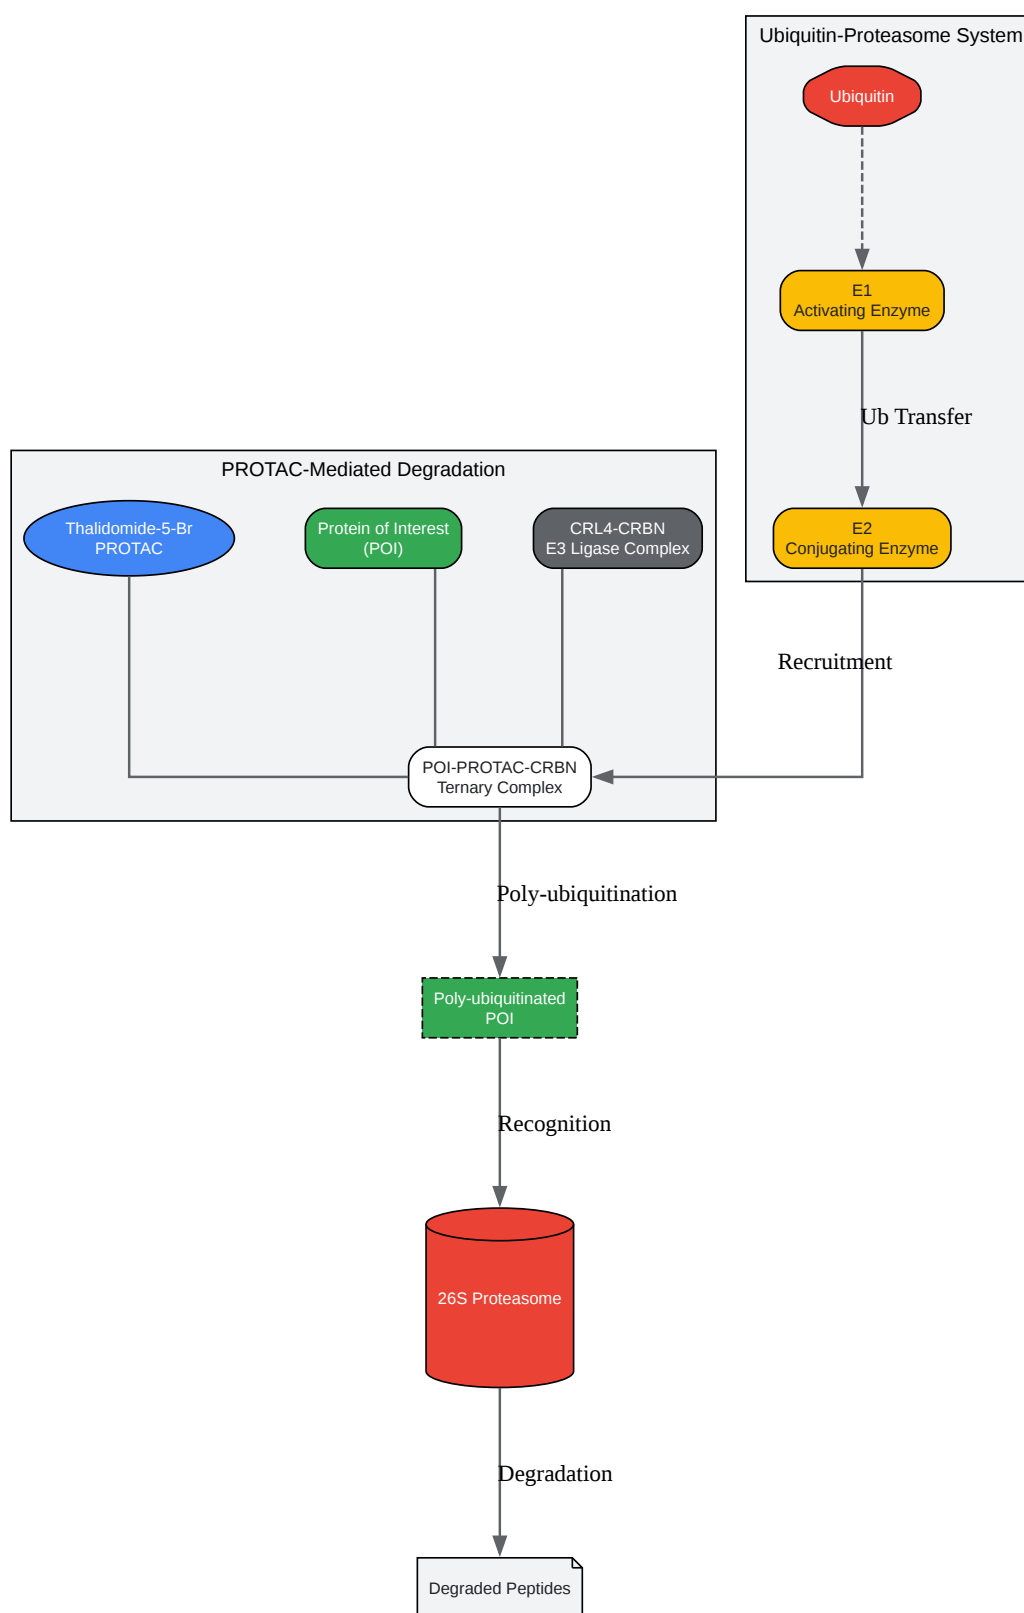 Ubiquitin-Proteasome System
Ubiquitin
E1
Activating Enzyme
Ub Transfer
PROTAC-Mediated Degradation
Thalidomide-5-Br
PROTAC
Protein of Interest
(POI)
CRL4-CRBN
E3 Ligase Complex
E2
Conjugating Enzyme
Recruitment
POI-PROTAC-CRBN
Ternary Complex
Poly-ubiquitination
Poly-ubiquitinated
POI
Recognition
26S Proteasome
Degradation
Degraded Peptides